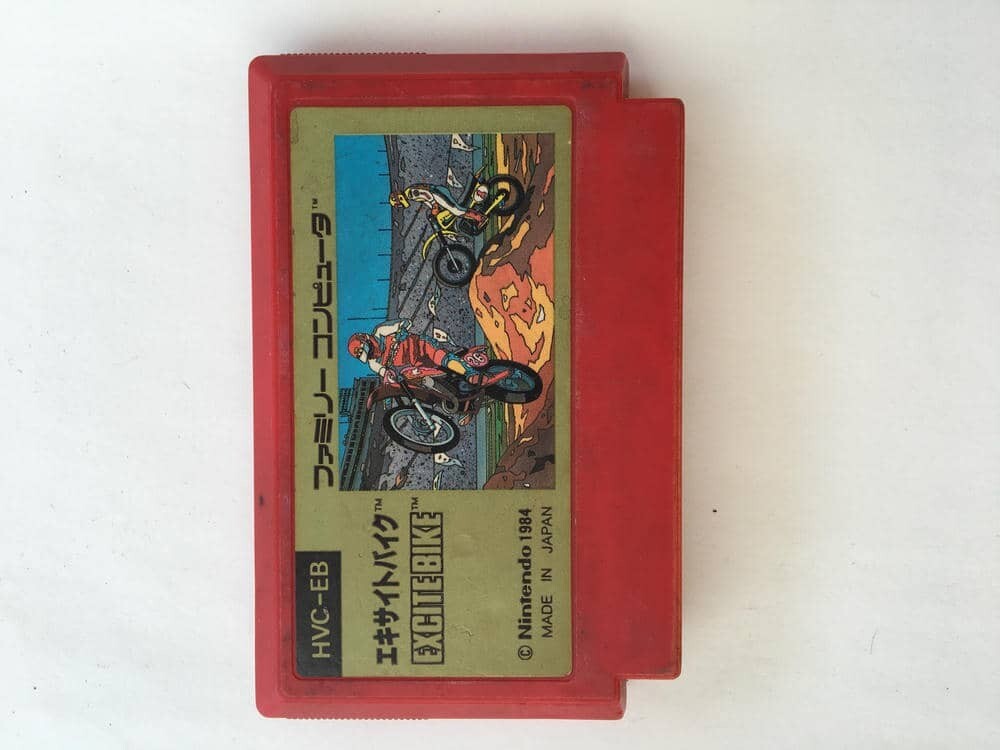 HVC-EB
ファミリー コンピュータ™
エキサイトバイク™
EXCITEBIKE™
© Nintendo 1984
MADE IN JAPAN